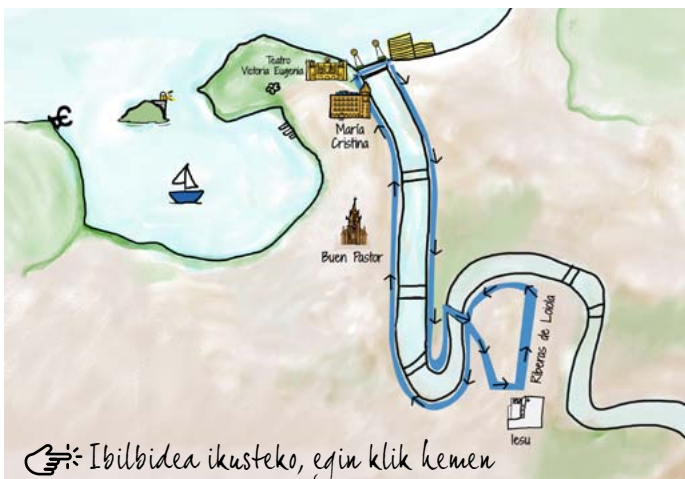 Teatro
Victoria Eugenia
María
Cristina
Buen Pastor
Riberas de Loiola
Iesu
Ibilbidea ikusteko, egin klik hemen